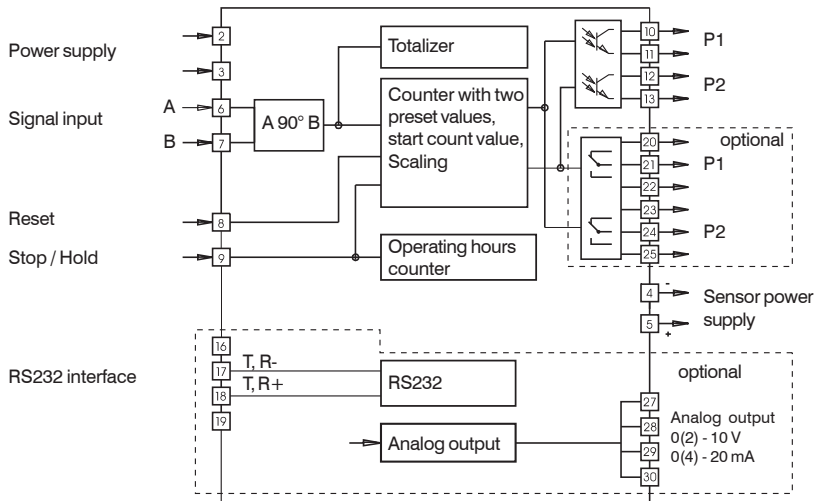 Power supply
2
3
Signal input
A
6
B
7
A 90° B
Totalizer
Counter with two
preset values,
start count value,
Scaling
Reset
8
Stop / Hold
9
Operating hours
counter
10
P1
11
12
P2
13
optional
20
21
P1
22
23
24
P2
25
4
-
Sensor power
supply
5
+
RS232 interface
16
17
T, R-
18
T, R+
19
RS232
Analog output
optional
27
28
29
30
Analog output
0(2) - 10 V
0(4) - 20 mA